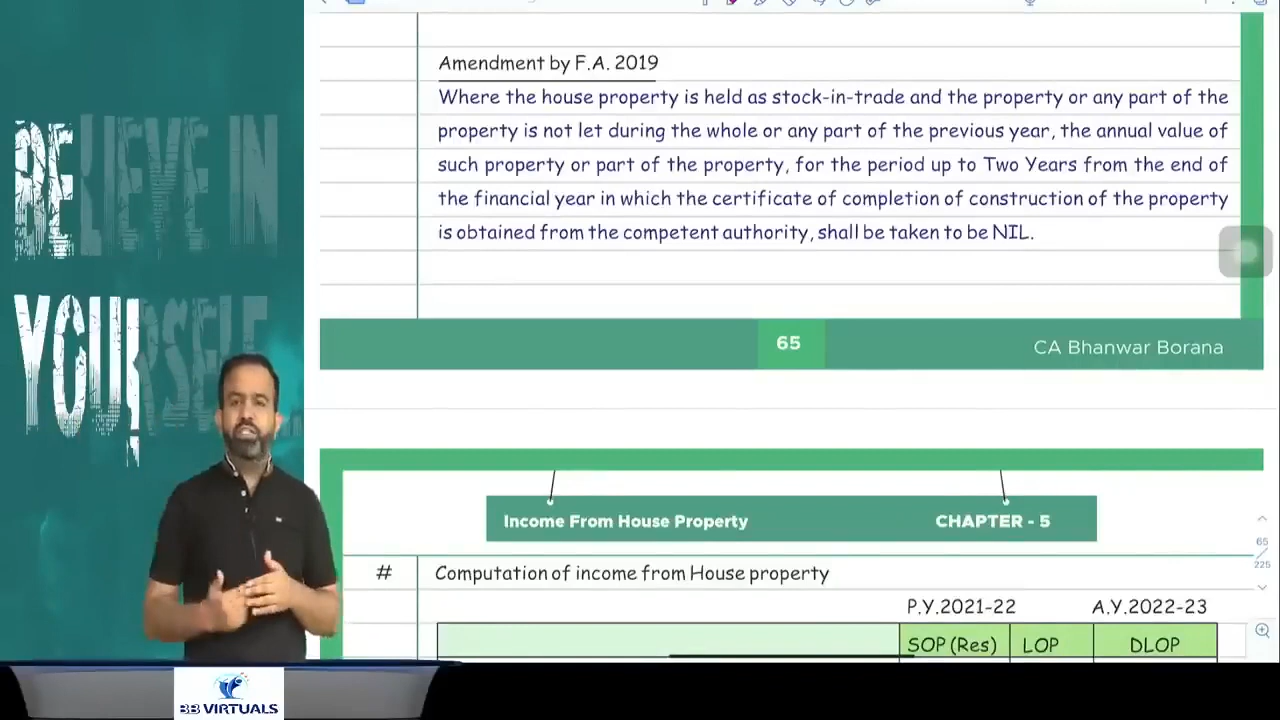 BELIEVE IN
YOURSELF
Amendment by F.A. 2019
Where the house property is held as stock-in-trade and the property or any part of the
property is not let during the whole or any part of the previous year, the annual value of
such property or part of the property, for the period up to Two Years from the end of
the financial year in which the certificate of completion of construction of the property
is obtained from the competent authority, shall be taken to be NIL.
65
CA Bhanwar Borana
Income From House Property
CHAPTER - 5
# Computation of income from House property
P.Y.2021-22 A.Y.2022-23
SOP (Res) LOP DLOP
65
225
BB VIRTUALS